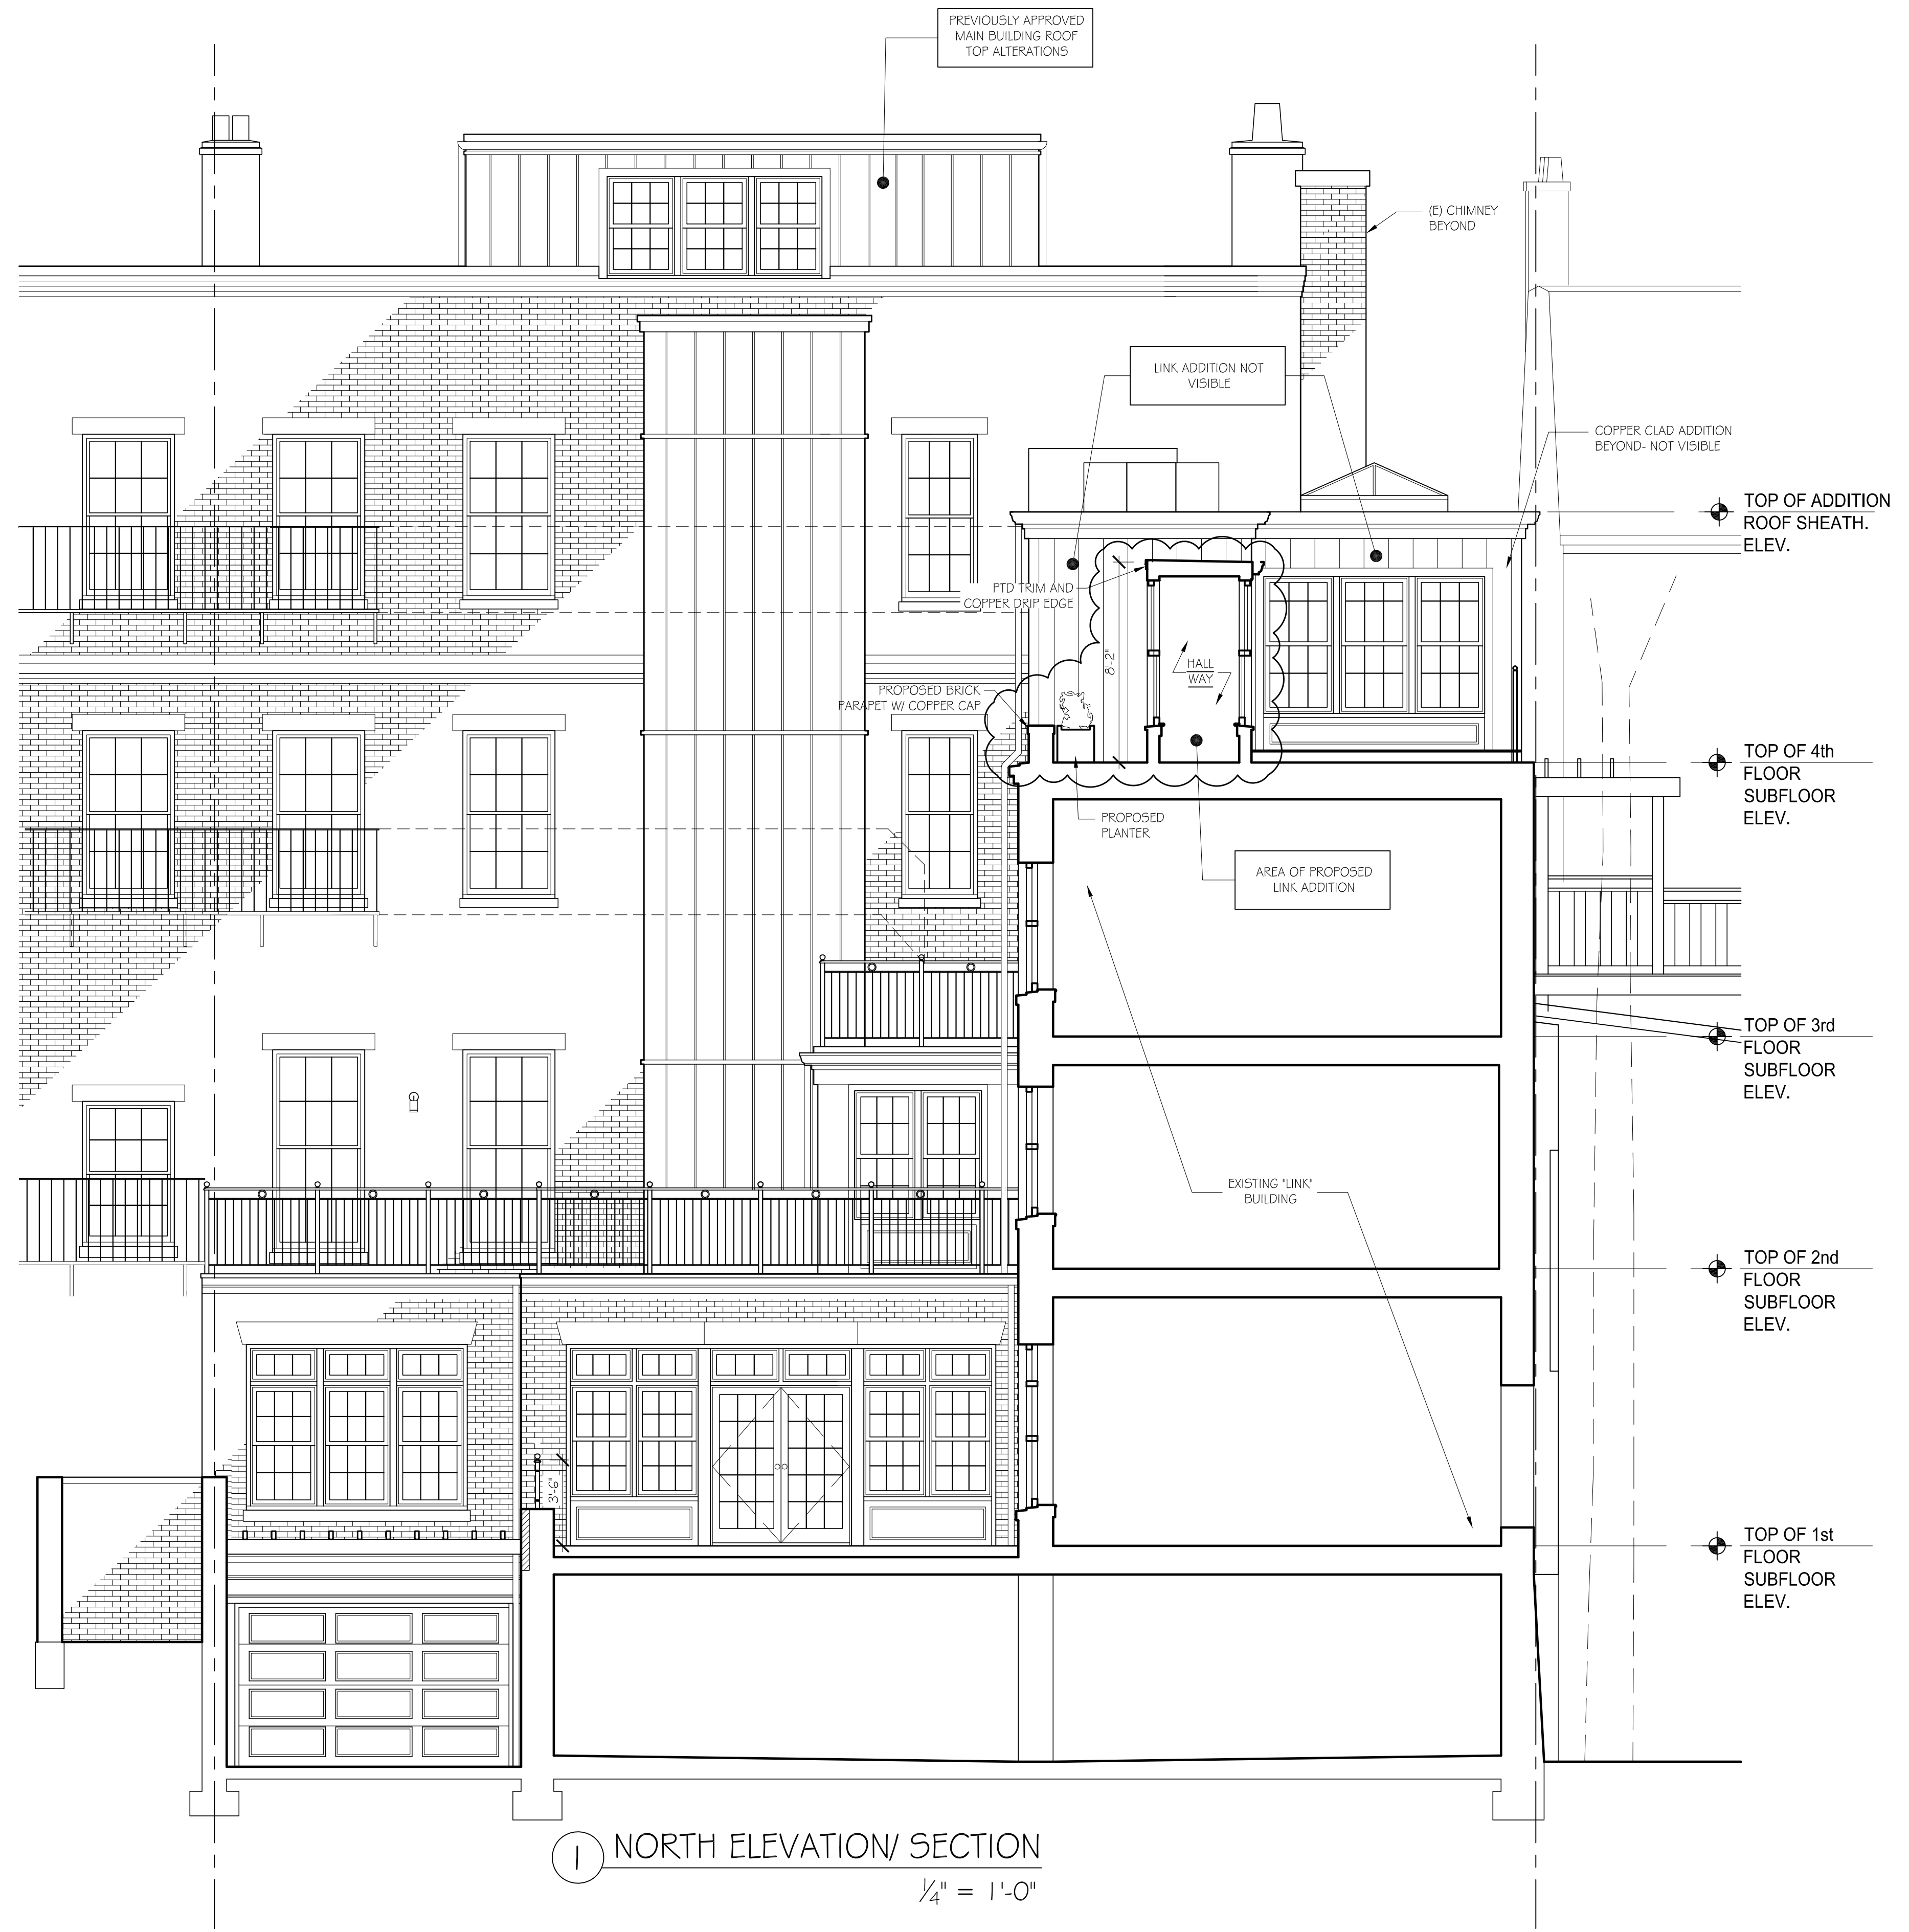 PREVIOUSLY APPROVED
MAIN BUILDING ROOF
TOP ALTERATIONS
(E) CHIMNEY
BEYOND
LINK ADDITION NOT
VISIBLE
COPPER CLAD ADDITION
BEYOND- NOT VISIBLE
TOP OF ADDITION
ROOF SHEATH.
ELEV.
PTD TRIM AND
COPPER DRIP EDGE
8'-2"
HALL
WAY
PROPOSED BRICK
PARAPET W/ COPPER CAP
TOP OF 4th
FLOOR
SUBFLOOR
ELEV.
PROPOSED
PLANTER
AREA OF PROPOSED
LINK ADDITION
TOP OF 3rd
FLOOR
SUBFLOOR
ELEV.
EXISTING "LINK"
BUILDING
TOP OF 2nd
FLOOR
SUBFLOOR
ELEV.
3'-6"
TOP OF 1st
FLOOR
SUBFLOOR
ELEV.
1 NORTH ELEVATION/ SECTION
1/4" = 1'-0"